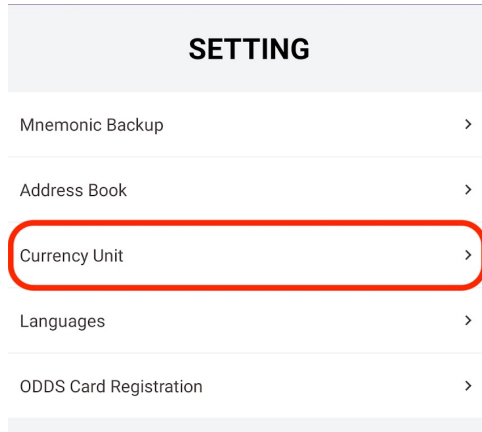 SETTING
Mnemonic Backup
Address Book
Currency Unit
Languages
ODDS Card Registration